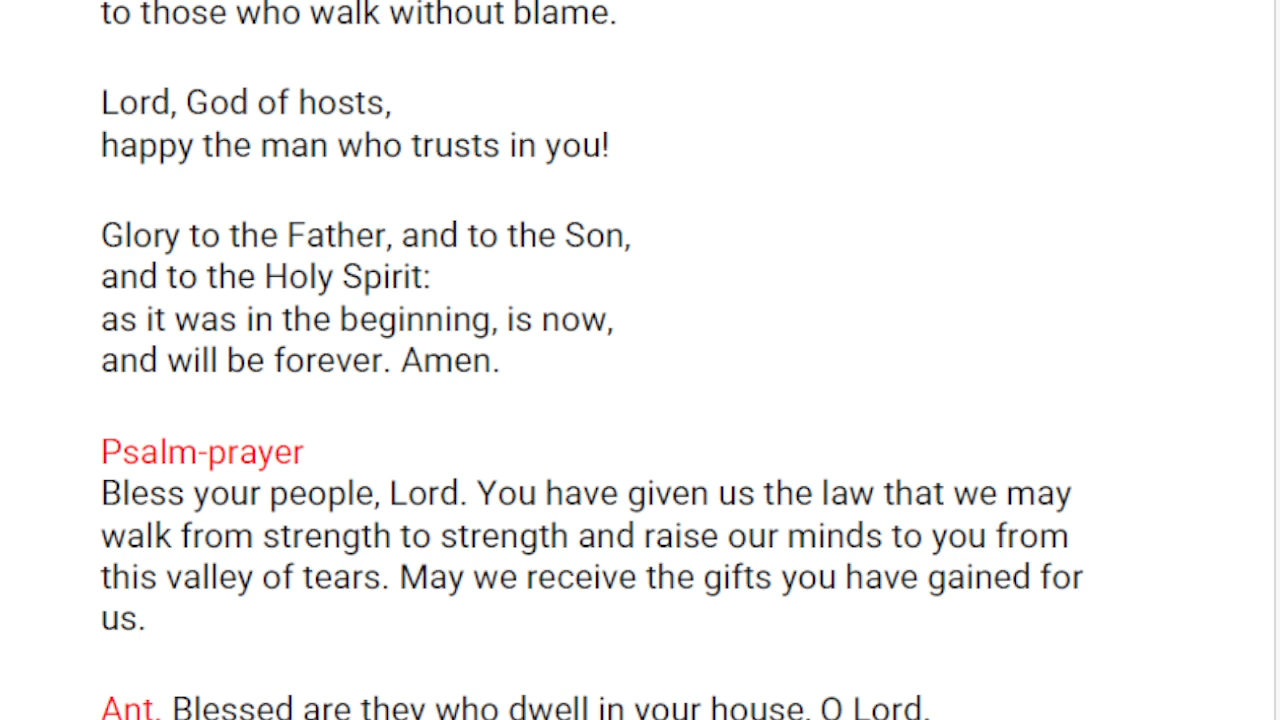 to those who walk without blame.
Lord, God of hosts,
happy the man who trusts in you!
Glory to the Father, and to the Son,
and to the Holy Spirit:
as it was in the beginning, is now,
and will be forever. Amen.
Psalm-prayer
Bless your people, Lord. You have given us the law that we may
walk from strength to strength and raise our minds to you from
this valley of tears. May we receive the gifts you have gained for
us.
Ant. Blessed are they who dwell in your house, O Lord.